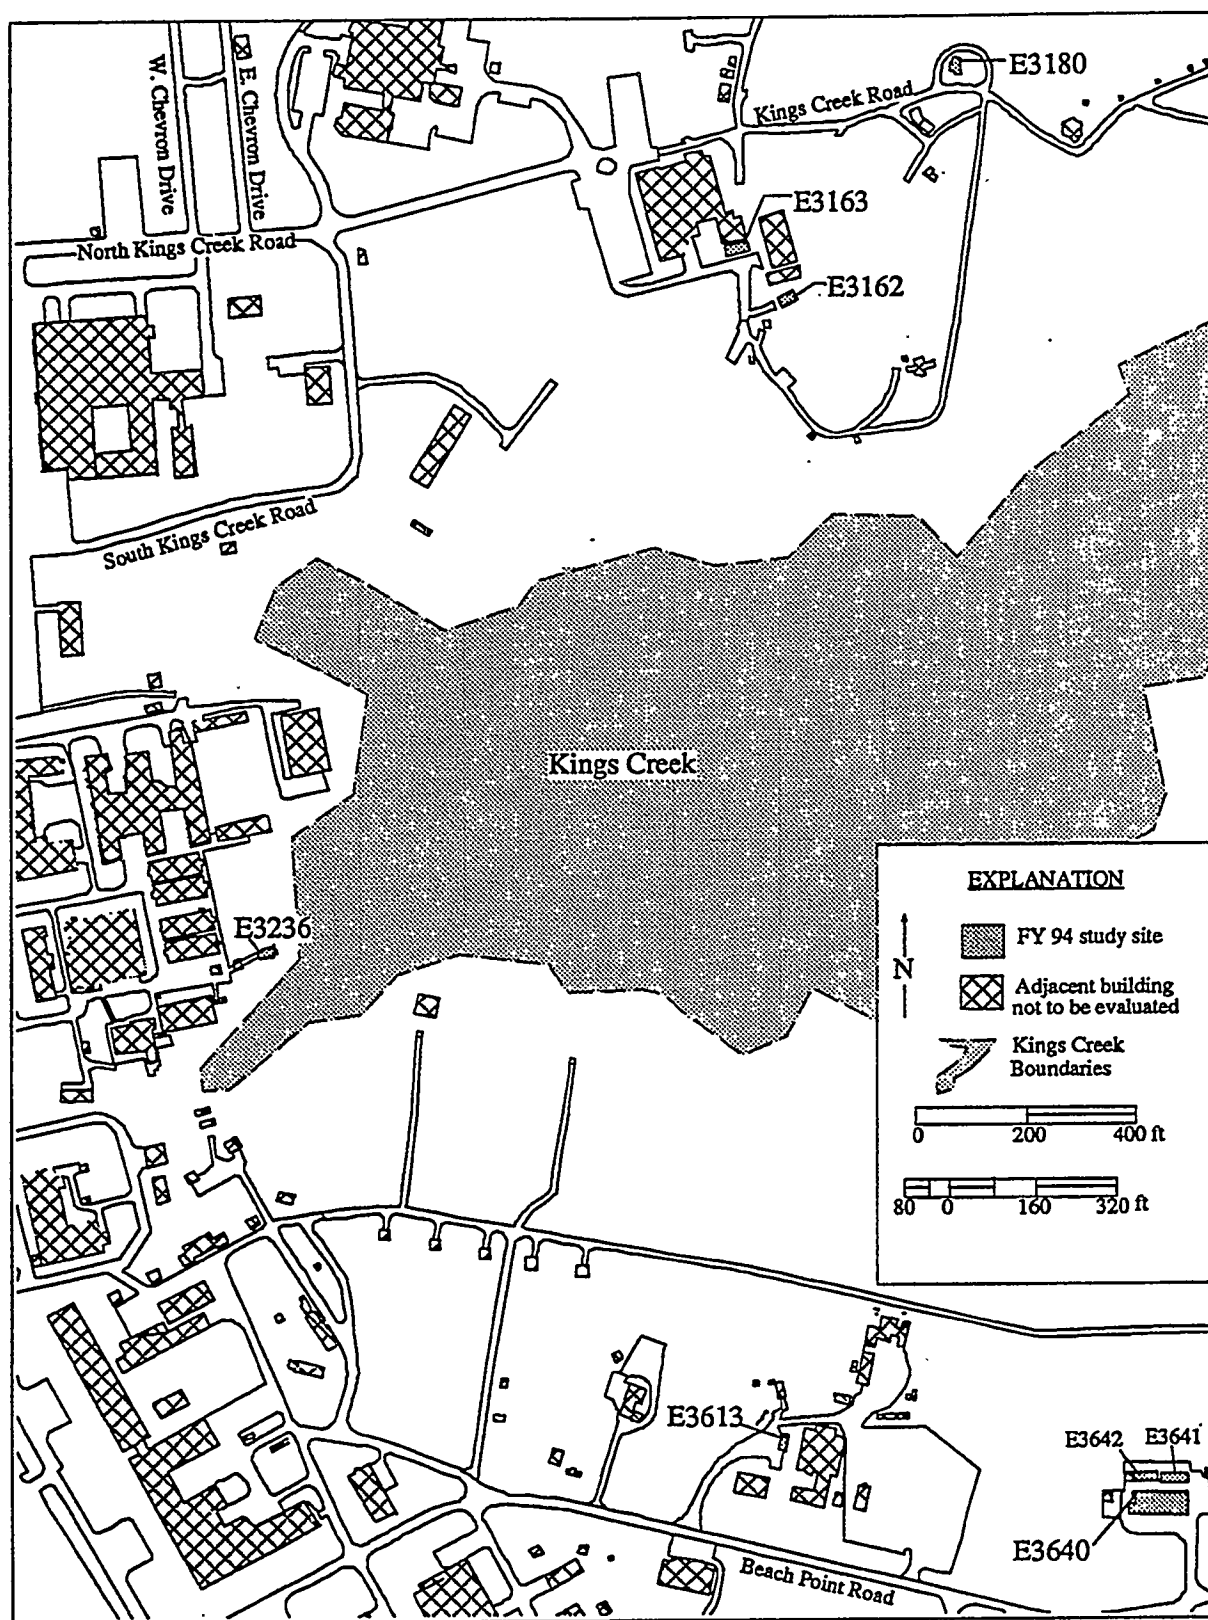 E3180
Kings Creek Road
W. Chevron Drive
E. Chevron Drive
E3163
North Kings Creek Road
E3162
South Kings Creek Road
Kings Creek
EXPLANATION
E3236
FY 94 study site
N
Adjacent building
not to be evaluated
Kings Creek
Boundaries
0 200 400 ft
80 0 160 320 ft
E3613
E3642 E3641
E3640
Beach Point Road